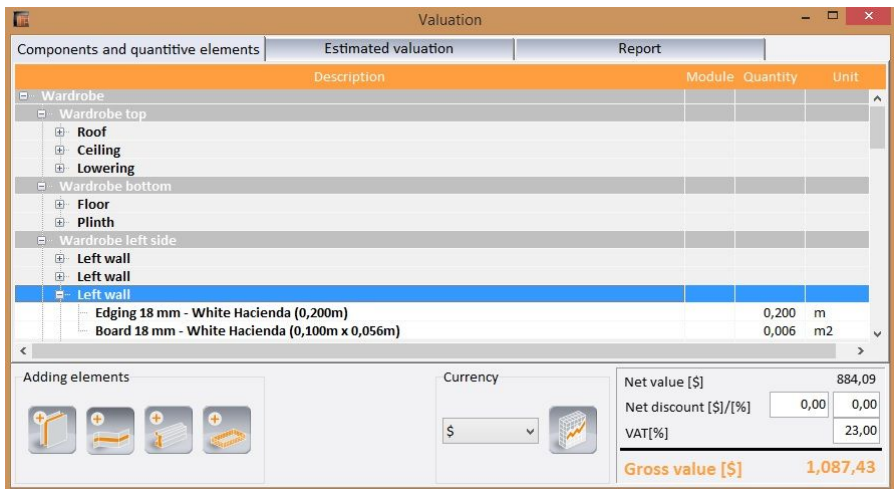 Valuation
Components and quantitive elements Estimated valuation Report
Description Module Quantity Unit
Wardrobe
Wardrobe top
Roof
Ceiling
Lowering
Wardrobe bottom
Floor
Plinth
Wardrobe left side
Left wall
Left wall
Left wall
Edging 18 mm - White Hacienda (0,200m) 0,200 m
Board 18 mm - White Hacienda (0,100m x 0,056m) 0,006 m2
Adding elements
Currency
$
Net value [$] 884,09
Net discount [$]/[%] 0,00 0,00
VAT[%] 23,00
Gross value [$] 1,087,43